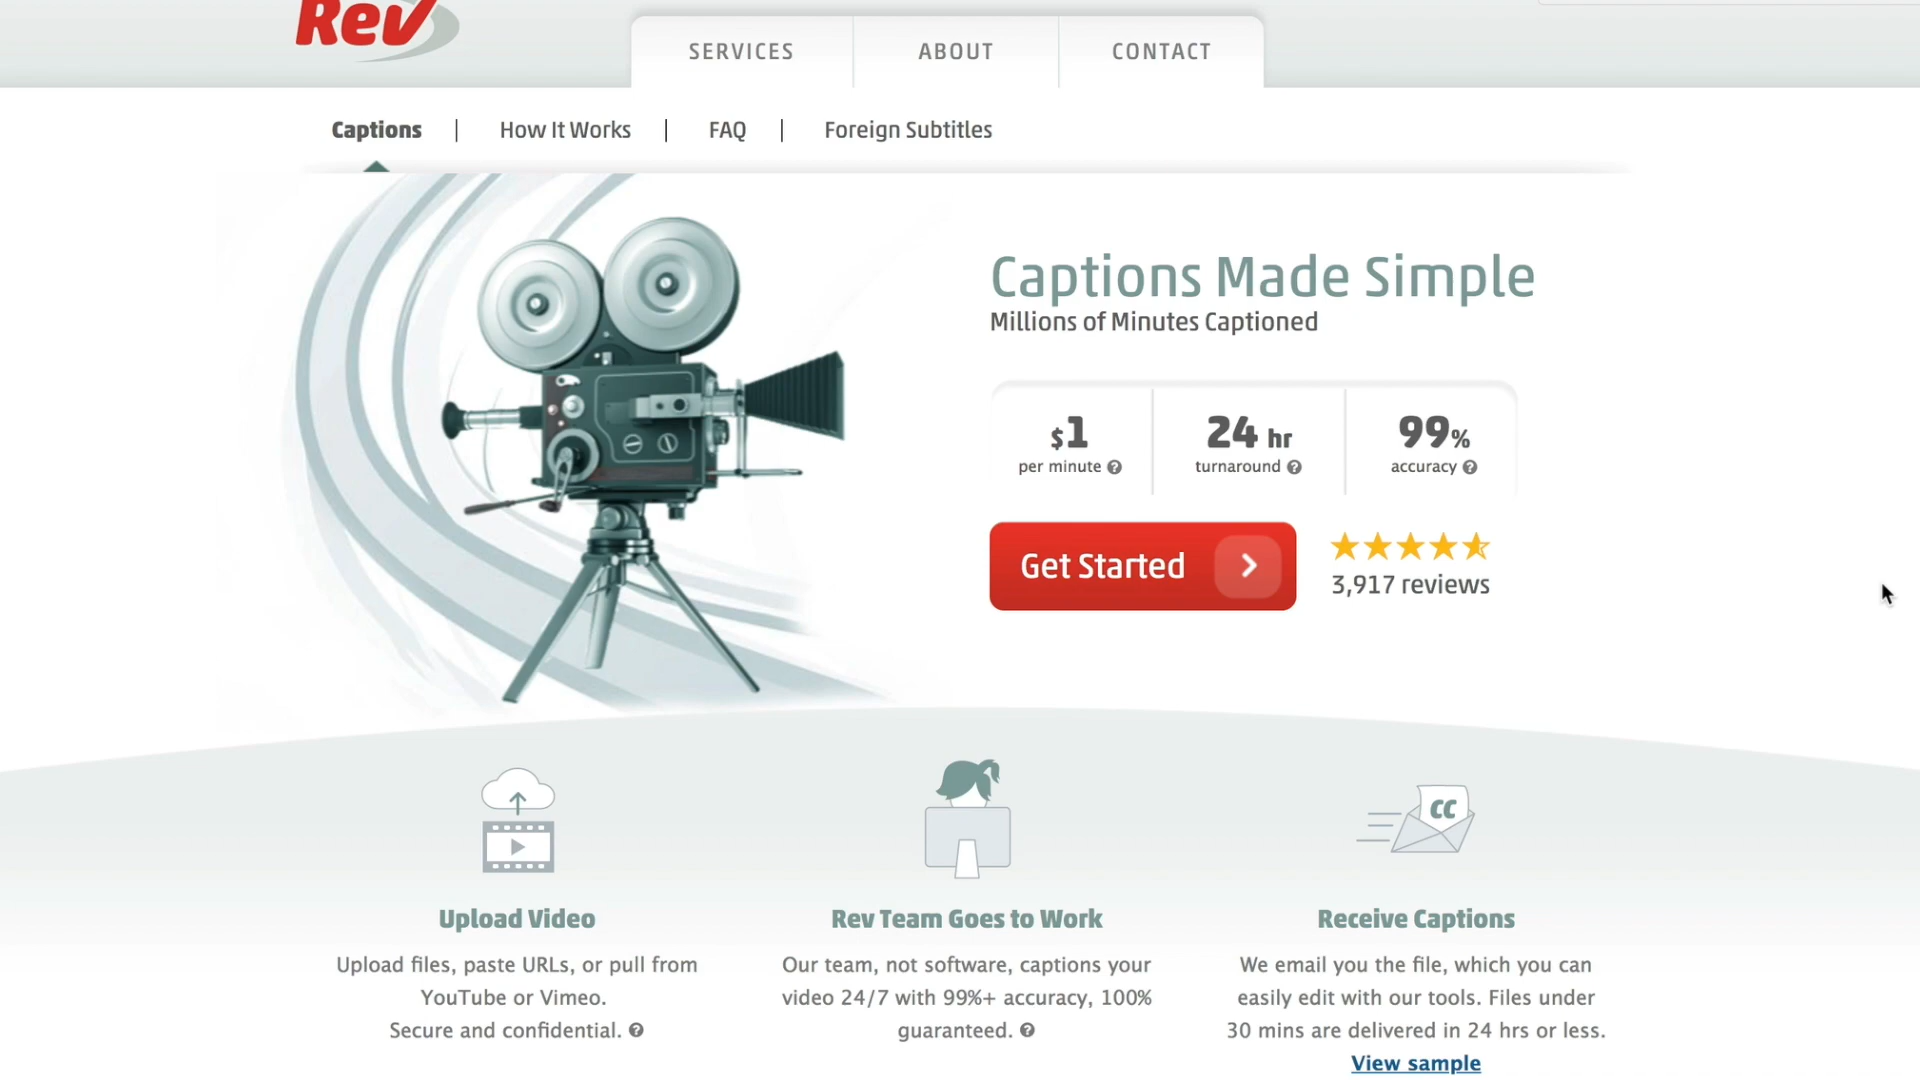 Rev
SERVICES
ABOUT
CONTACT
Captions | How It Works | FAQ | Foreign Subtitles
Captions Made Simple
Millions of Minutes Captioned
$1
per minute ?
24 hr
turnaround ?
99%
accuracy ?
Get Started
3,917 reviews
Upload Video
Upload files, paste URLs, or pull from
YouTube or Vimeo.
Secure and confidential. ?
Rev Team Goes to Work
Our team, not software, captions your
video 24/7 with 99%+ accuracy, 100%
guaranteed. ?
CC
Receive Captions
We email you the file, which you can
easily edit with our tools. Files under
30 mins are delivered in 24 hrs or less.
View sample